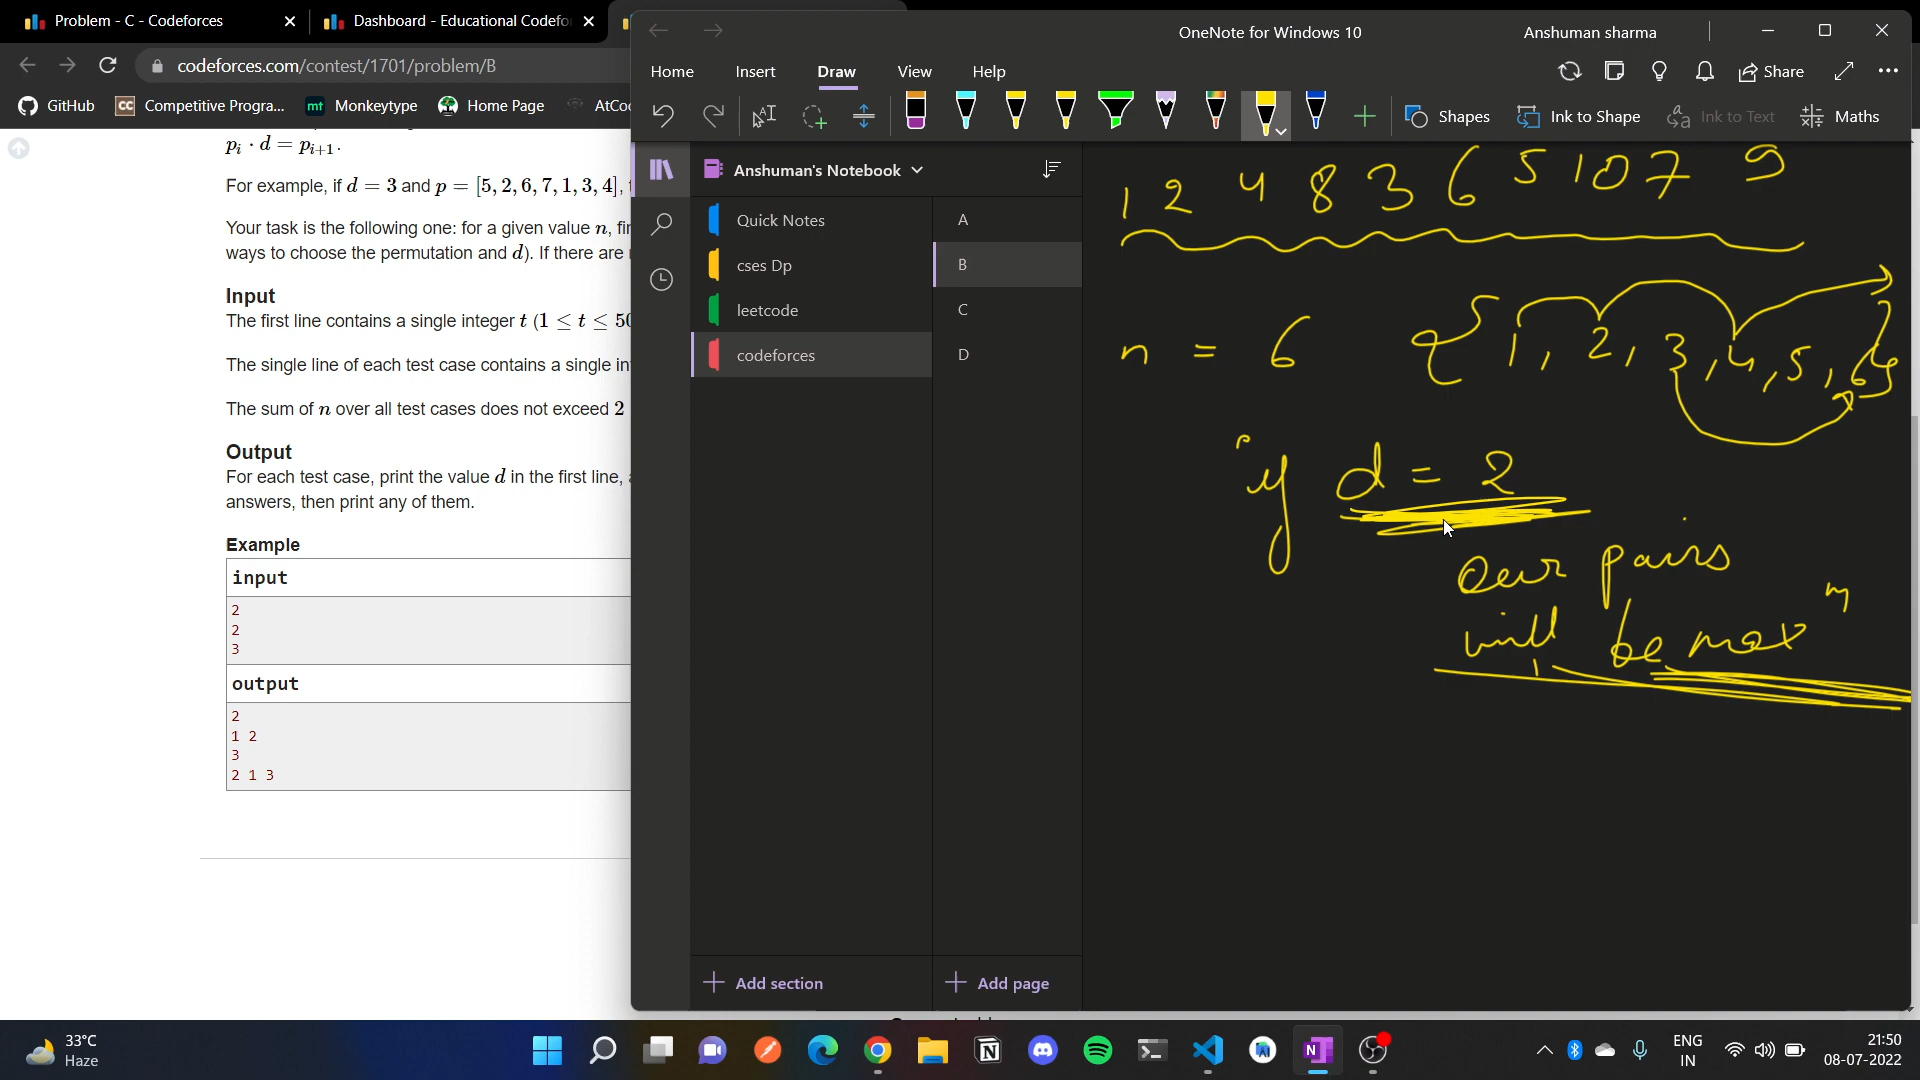 Problem - C - Codeforces
Dashboard - Educational Codefo
OneNote for Windows 10
Anshuman sharma
codeforces.com/contest/1701/problem/B
Home Insert Draw View Help
Share
GitHub
Competitive Progra...
Monkeytype
Home Page
AtCo
Shapes
Ink to Shape
Ink to Text
Maths
p_i · d = p_{i+1}.
For example, if d = 3 and p = [5, 2, 6, 7, 1, 3, 4],
Your task is the following one: for a given value n, fi
ways to choose the permutation and d). If there are
Input
The first line contains a single integer t (1 ≤ t ≤ 50
The single line of each test case contains a single in
The sum of n over all test cases does not exceed 2
Output
For each test case, print the value d in the first line,
answers, then print any of them.
Example
input
2
2
3
output
2
1 2
3
2 1 3
Anshuman's Notebook
Quick Notes
cses Dp
leetcode
codeforces
A
B
C
D
Add section
Add page
1 2 4 8 3 6 5 10 7 9
n = 6 {1, 2, 3, 4, 5, 6}
"if d = 2
our pairs
will be max"
33°C
Haze
ENG
IN
21:50
08-07-2022